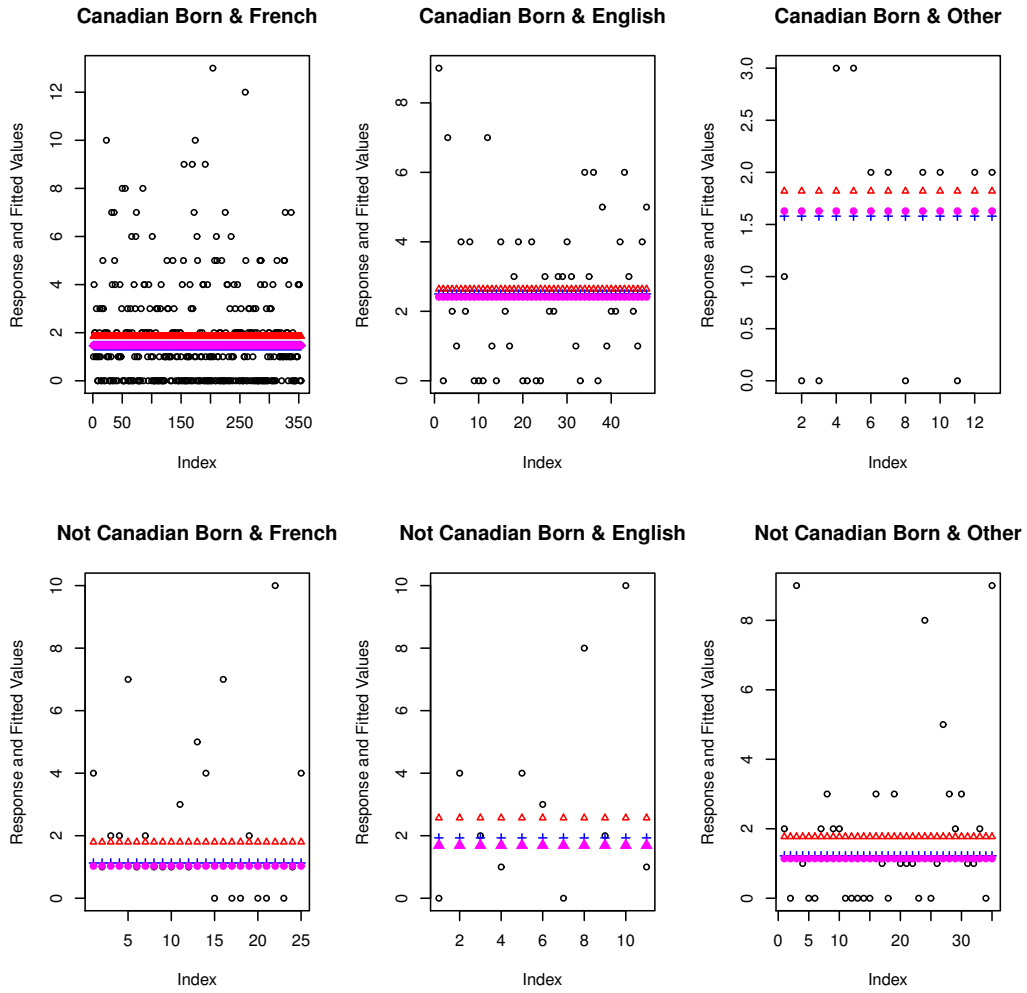 Canadian Born & French
Canadian Born & English
Canadian Born & Other
Response and Fitted Values
12
10
8
6
4
2
0
0 50 150 250 350
Index
Response and Fitted Values
8
6
4
2
0
0 10 20 30 40
Index
Response and Fitted Values
3.0
2.5
2.0
1.5
1.0
0.5
0.0
2 4 6 8 10 12
Index
Not Canadian Born & French
Not Canadian Born & English
Not Canadian Born & Other
Response and Fitted Values
10
8
6
4
2
0
5 10 15 20 25
Index
Response and Fitted Values
10
8
6
4
2
0
2 4 6 8 10
Index
Response and Fitted Values
8
6
4
2
0
0 5 10 20 30
Index